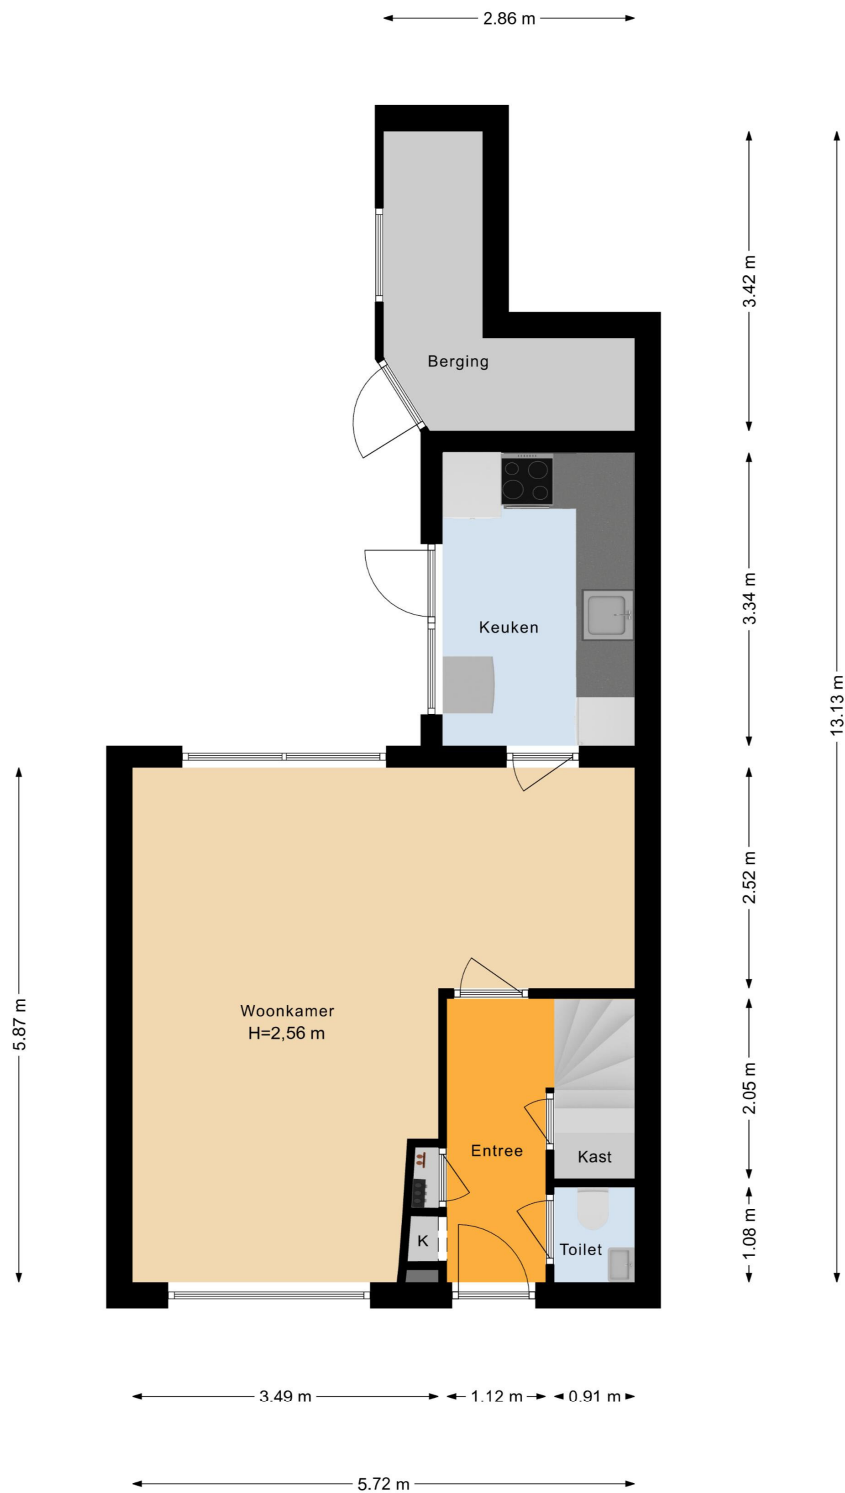 2.86 m
3.42 m
Berging
3.34 m
Keuken
13.13 m
2.52 m
Woonkamer
H=2,56 m
5.87 m
2.05 m
Entree
Kast
K
Toilet
1.08 m
3.49 m
1.12 m
0.91 m
5.72 m